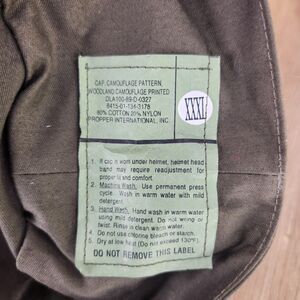 CAP, CAMOUFLAGE PATTERN,
WOODLAND CAMOUFLAGE PRINTED
DLA100-89-D-0327
8415-01-134-3178
80% COTTON 20% NYLON
PROPPER INTERNATIONAL, INC.
XXXL
1. If cap is worn under helmet, helmet head
band may require readjustment for
proper fit and comfort.
2. Machine Wash. Use permanent press
cycle. Wash in warm water with mild
detergent.
3. Hand Wash. Hand wash in warm water
using mild detergent. Do not wring or
twist. Rinse in clean warm water.
4. Do not use chlorine bleach or starch.
5. Dry at low heat (Do not exceed 130°F).
DO NOT REMOVE THIS LABEL